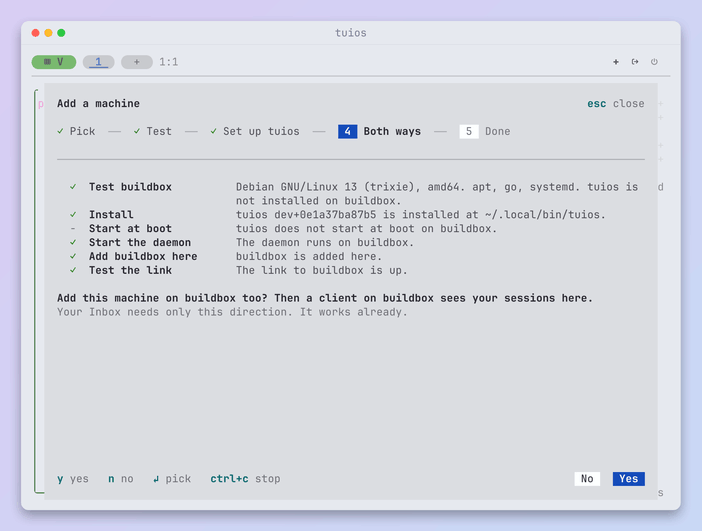 tuios
V 1 + 1:1 +
p Add a machine esc close +
✓ Pick — ✓ Test — ✓ Set up tuios — 4 Both ways — 5 Done
✓ Test buildbox Debian GNU/Linux 13 (trixie), amd64. apt, go, systemd. tuios is d
not installed on buildbox.
✓ Install tuios dev+0e1a37ba87b5 is installed at ~/.local/bin/tuios.
- Start at boot tuios does not start at boot on buildbox.
✓ Start the daemon The daemon runs on buildbox.
✓ Add buildbox here buildbox is added here.
✓ Test the link The link to buildbox is up.
Add this machine on buildbox too? Then a client on buildbox sees your sessions here.
Your Inbox needs only this direction. It works already.
y yes n no ↲ pick ctrl+c stop No Yes
s